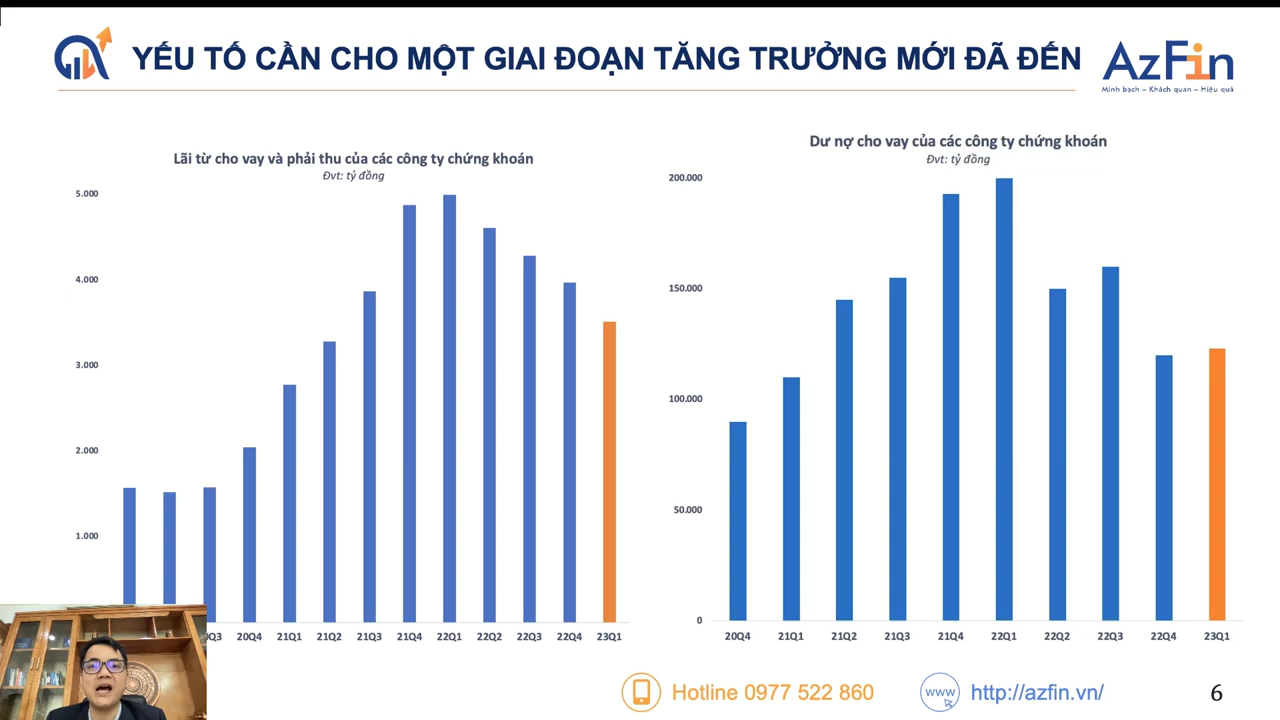 YẾU TỐ CẦN CHO MỘT GIAI ĐOẠN TĂNG TRƯỞNG MỚI ĐÃ ĐẾN
AzFin
Minh bạch – Khách quan – Hiệu quả
Lãi từ cho vay và phải thu của các công ty chứng khoán
Đvt: tỷ đồng
5.000
4.000
3.000
2.000
1.000
20Q4 21Q1 21Q2 21Q3 21Q4 22Q1 22Q2 22Q3 22Q4 23Q1
Dư nợ cho vay của các công ty chứng khoán
Đvt: tỷ đồng
200.000
150.000
100.000
50.000
0
20Q4 21Q1 21Q2 21Q3 21Q4 22Q1 22Q2 22Q3 22Q4 23Q1
Hotline 0977 522 860
www
http://azfin.vn/
6